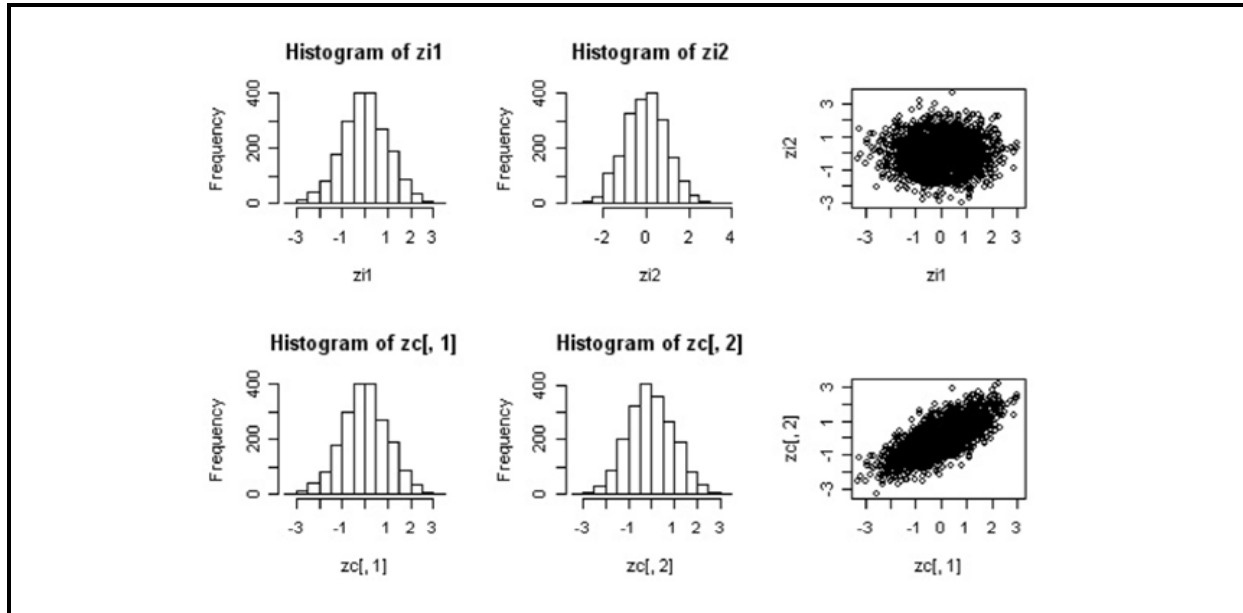 Histogram of zi1
Frequency
0 200 400
-3 -1 1 2 3
zi1
Histogram of zi2
Frequency
0 200 400
-2 0 2 4
zi2
zi2
-3 -1 1 3
-3 -1 0 1 2 3
zi1
Histogram of zc[, 1]
Frequency
0 200 400
-3 -1 1 2 3
zc[, 1]
Histogram of zc[, 2]
Frequency
0 200 400
-3 -1 1 2 3
zc[, 2]
zc[, 2]
-3 -1 1 3
-3 -1 0 1 2 3
zc[, 1]